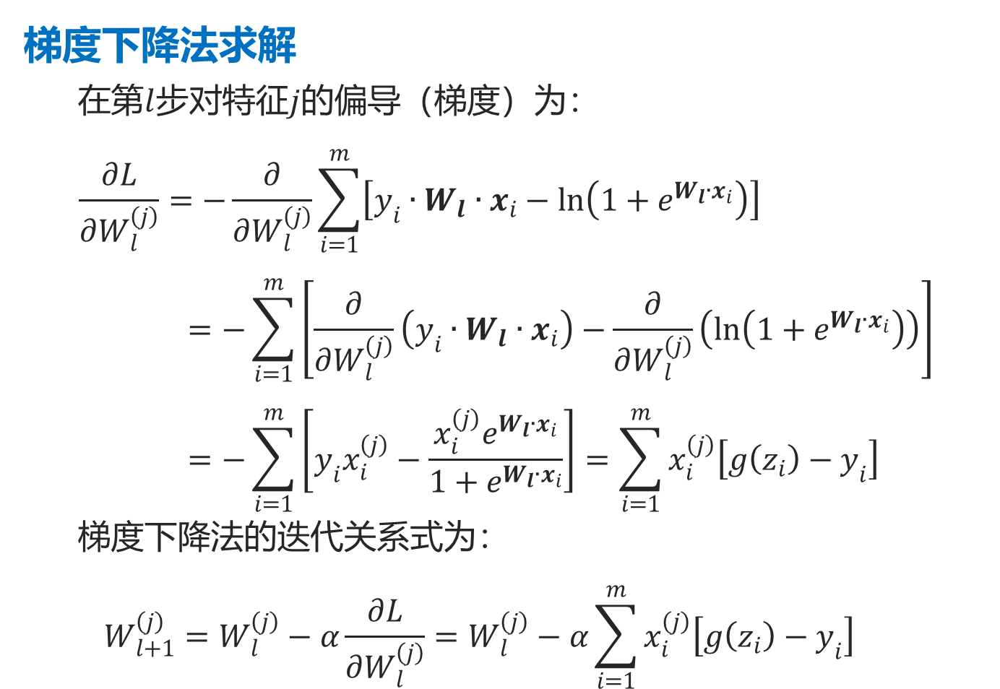 梯度下降法求解
在第$l$步对特征$j$的偏导（梯度）为：
$\frac{\partial L}{\partial W_l^{(j)}} = -\frac{\partial}{\partial W_l^{(j)}} \sum_{i=1}^{m} \left[ y_i \cdot \boldsymbol{W_l} \cdot \boldsymbol{x}_i - \ln\left(1 + e^{\boldsymbol{W_l} \cdot \boldsymbol{x}_i}\right) \right]$
$= -\sum_{i=1}^{m} \left[ \frac{\partial}{\partial W_l^{(j)}} \left( y_i \cdot \boldsymbol{W_l} \cdot \boldsymbol{x}_i \right) - \frac{\partial}{\partial W_l^{(j)}} \left( \ln\left(1 + e^{\boldsymbol{W_l} \cdot \boldsymbol{x}_i}\right) \right) \right]$
$= -\sum_{i=1}^{m} \left[ y_i x_i^{(j)} - \frac{x_i^{(j)} e^{\boldsymbol{W_l} \cdot \boldsymbol{x}_i}}{1 + e^{\boldsymbol{W_l} \cdot \boldsymbol{x}_i}} \right] = \sum_{i=1}^{m} x_i^{(j)} \left[ g(z_i) - y_i \right]$
梯度下降法的迭代关系式为：
$W_{l+1}^{(j)} = W_l^{(j)} - \alpha \frac{\partial L}{\partial W_l^{(j)}} = W_l^{(j)} - \alpha \sum_{i=1}^{m} x_i^{(j)} \left[ g(z_i) - y_i \right]$